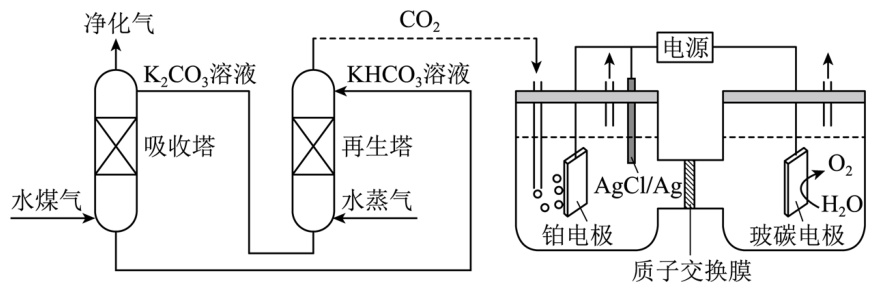 净化气
K₂CO₃溶液
吸收塔
水煤气
CO₂
KHCO₃溶液
再生塔
水蒸气
电源
AgCl/Ag
铂电极
O₂
H₂O
玻碳电极
质子交换膜